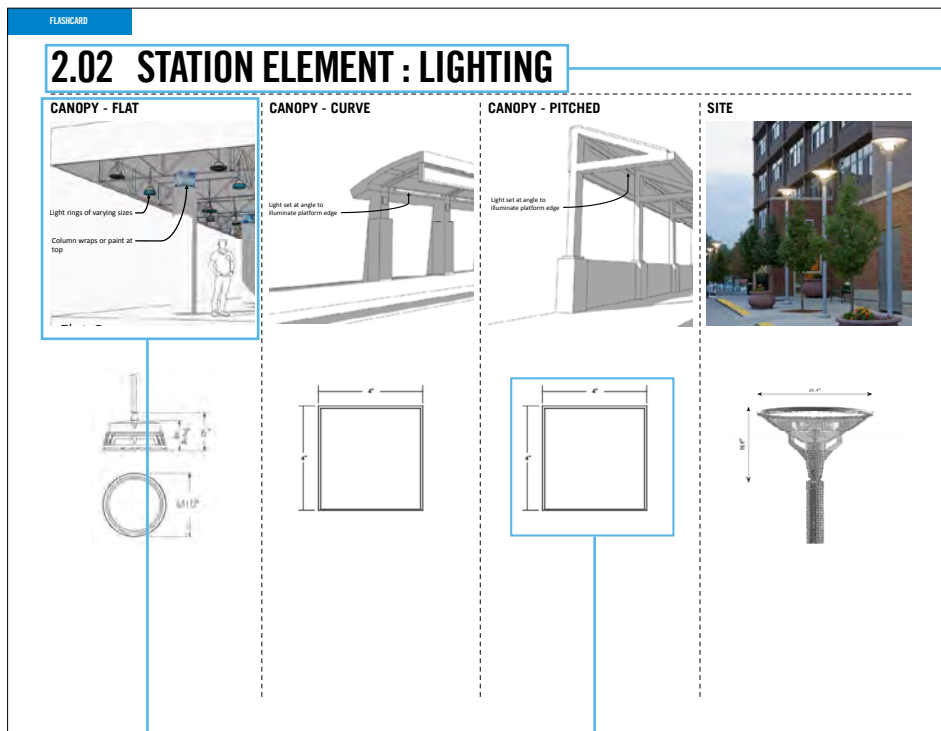 FLASHCARD
2.02 STATION ELEMENT : LIGHTING
CANOPY - FLAT
Light rings of varying sizes
Column wraps or paint at
top
CANOPY - CURVE
Light set at angle to
illuminate platform edge
CANOPY - PITCHED
Light set at angle to
illuminate platform edge
SITE
4"
4"
4"
4"